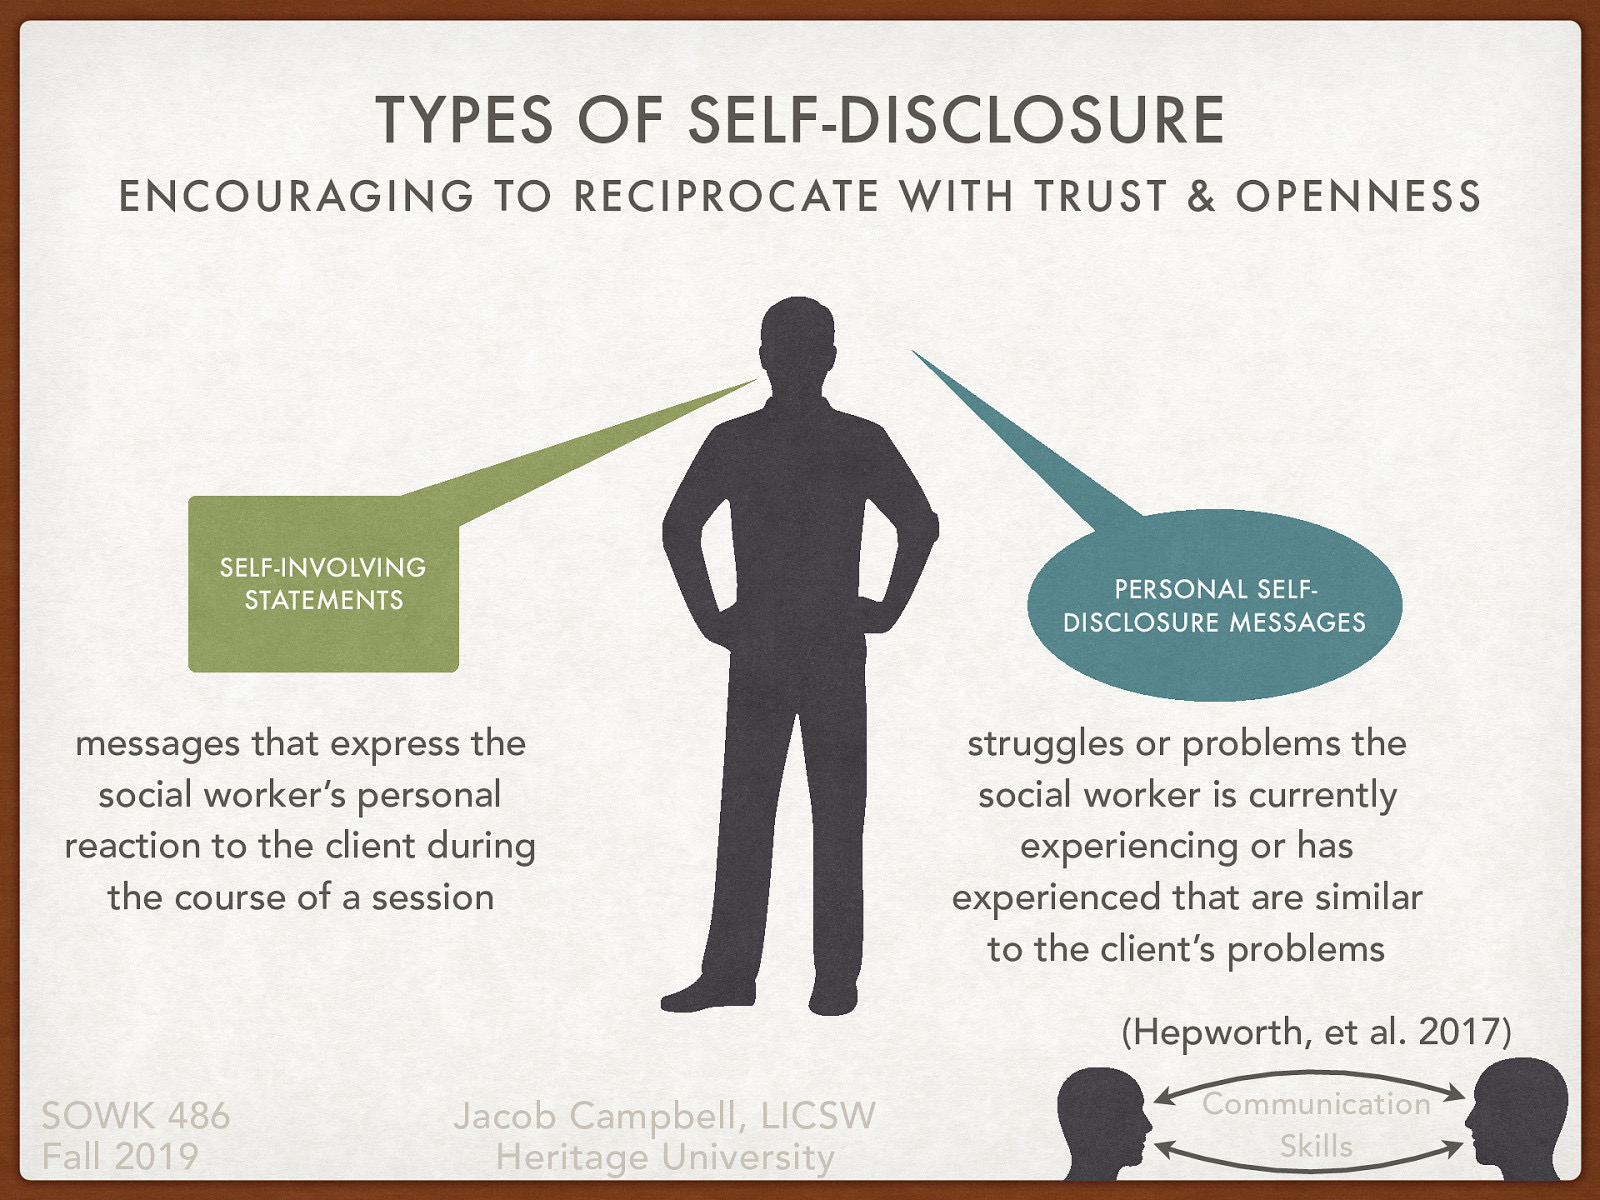 TYPES OF SELF-DISCLOSURE
ENCOURAGING TO RECIPROCATE WITH TRUST & OPENNESS
SELF-INVOLVING
STATEMENTS
messages that express the
social worker’s personal
reaction to the client during
the course of a session
PERSONAL SELF-
DISCLOSURE MESSAGES
struggles or problems the
social worker is currently
experiencing or has
experienced that are similar
to the client’s problems
(Hepworth, et al. 2017)
SOWK 486
Fall 2019
Jacob Campbell, LICSW
Heritage University
Communication
Skills